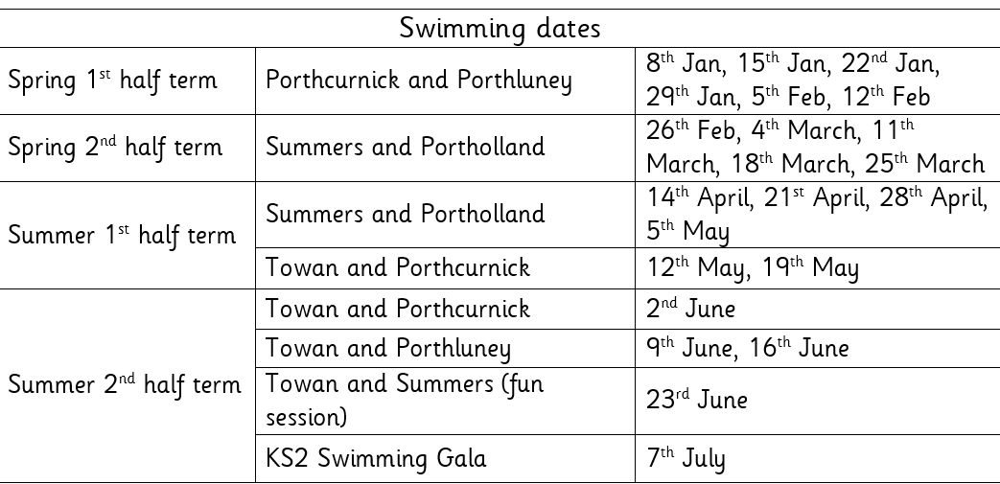 Swimming dates
Spring 1st half term
Porthcurnick and Porthluney
8th Jan, 15th Jan, 22nd Jan,
29th Jan, 5th Feb, 12th Feb
Spring 2nd half term
Summers and Portholland
26th Feb, 4th March, 11th
March, 18th March, 25th March
Summer 1st half term
Summers and Portholland
14th April, 21st April, 28th April,
5th May
Towan and Porthcurnick
12th May, 19th May
Summer 2nd half term
Towan and Porthcurnick
2nd June
Towan and Porthluney
9th June, 16th June
Towan and Summers (fun
session)
23rd June
KS2 Swimming Gala
7th July